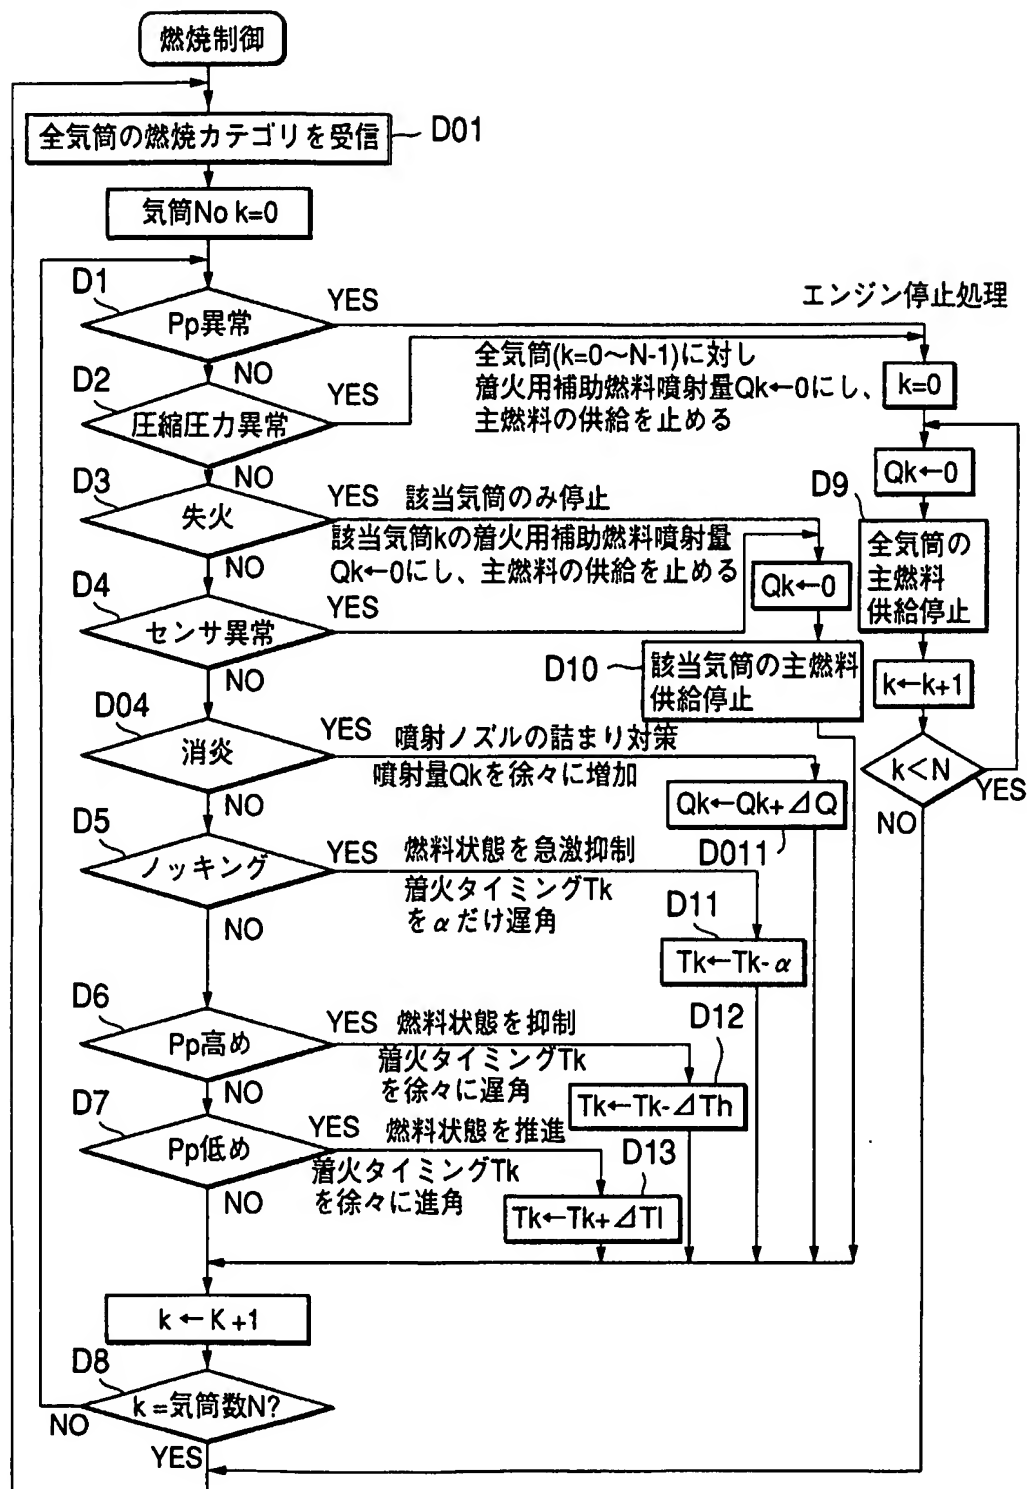 燃焼制御
全気筒の燃焼カテゴリを受信
D01
気筒No k=0
D1
Pp異常
YES
エンジン停止処理
NO
D2
圧縮圧力異常
YES
全気筒(k=0～N-1)に対し
着火用補助燃料噴射量Qk←0にし、
主燃料の供給を止める
k=0
NO
Qk←0
D3
失火
YES 該当気筒のみ停止
D9
全気筒の
主燃料
供給停止
該当気筒kの着火用補助燃料噴射量
Qk←0にし、主燃料の供給を止める
NO
Qk←0
D4
センサ異常
YES
D10
該当気筒の主燃料
供給停止
k←k+1
NO
D04
消炎
YES 噴射ノズルの詰まり対策
噴射量Qkを徐々に増加
k<N
YES
NO
Qk←Qk+⊿Q
D011
NO
D5
ノッキング
YES 燃料状態を急激抑制
着火タイミングTk
をαだけ遅角
D11
Tk←Tk-α
NO
D6
Pp高め
YES 燃料状態を抑制
着火タイミングTk
を徐々に遅角
D12
Tk←Tk-⊿Th
NO
D7
Pp低め
YES 燃料状態を推進
着火タイミングTk
を徐々に進角
D13
Tk←Tk+⊿Tl
NO
k←K+1
D8
k=気筒数N?
NO
YES